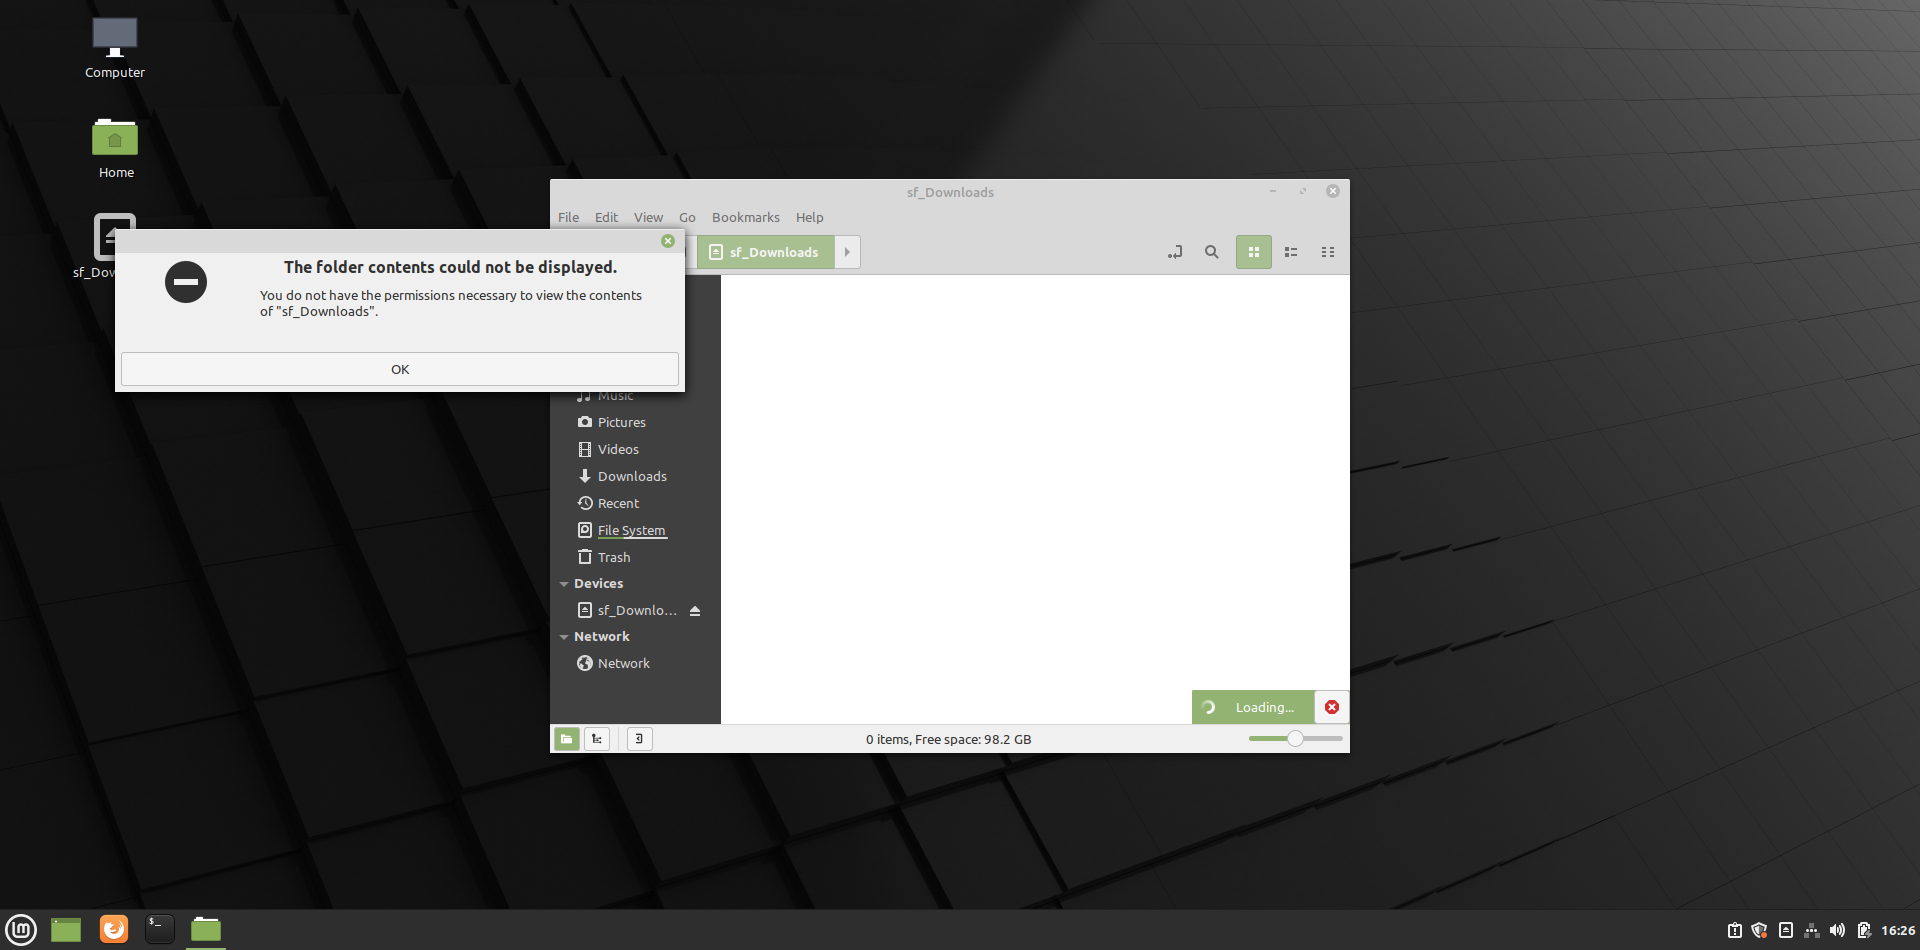 Computer
Home
sf_Do
sf_Downloads
File Edit View Go Bookmarks Help
sf_Downloads
The folder contents could not be displayed.
You do not have the permissions necessary to view the contents
of "sf_Downloads".
OK
Music
Pictures
Videos
Downloads
Recent
File System
Trash
Devices
sf_Downlo...
Network
Network
Loading...
0 items, Free space: 98.2 GB
$_
lm
16:26